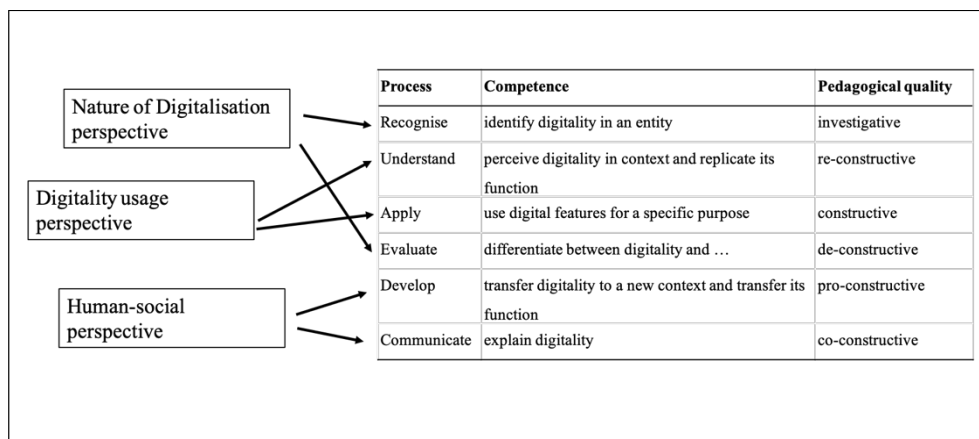 Nature of Digitalisation
perspective
Digitality usage
perspective
Human-social
perspective
Process Competence Pedagogical quality
Recognise identify digitality in an entity investigative
Understand perceive digitality in context and replicate its re-constructive
function
Apply use digital features for a specific purpose constructive
Evaluate differentiate between digitality and … de-constructive
Develop transfer digitality to a new context and transfer its pro-constructive
function
Communicate explain digitality co-constructive